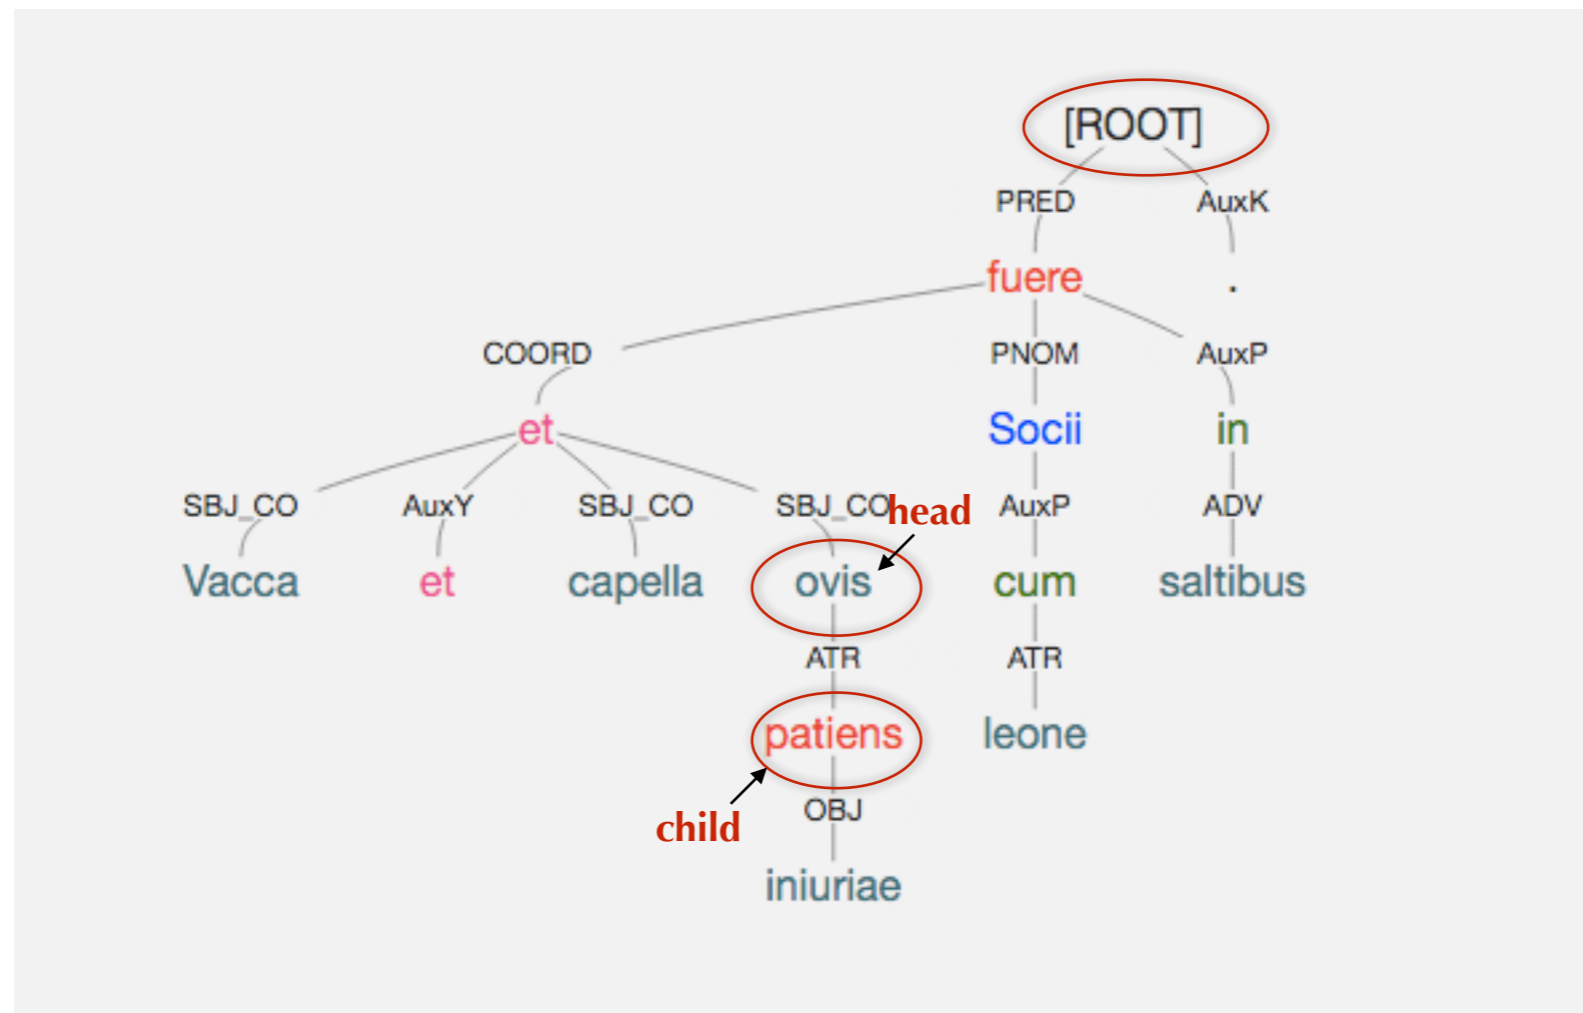 [ROOT]
PRED AuxK
fuere .
COORD PNOM AuxP
et Socii in
SBJ_CO AuxY SBJ_CO SBJ_CO head AuxP ADV
Vacca et capella ovis cum saltibus
ATR ATR
patiens leone
child OBJ
iniuriae